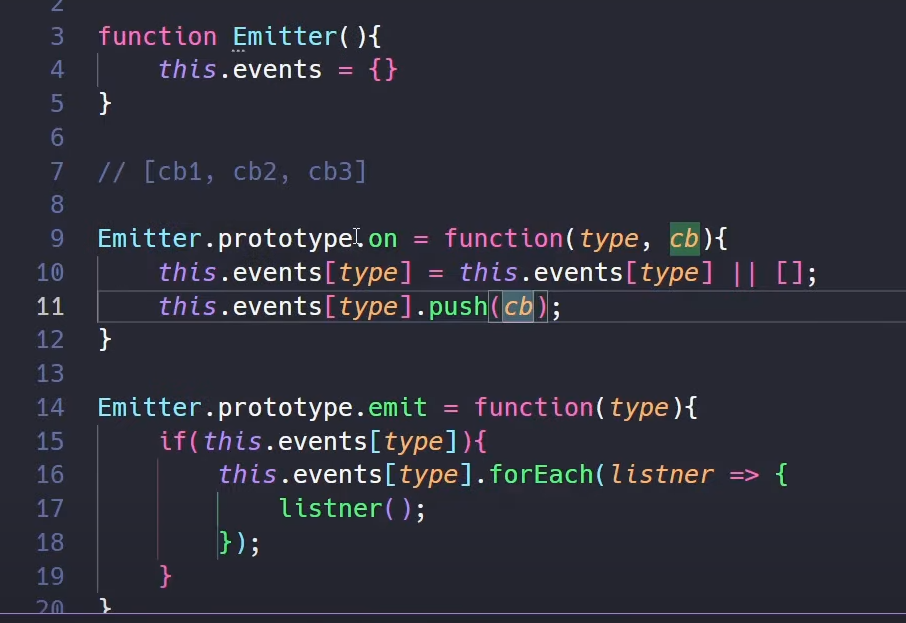 2
3 function Emitter(){
4 this.events = {}
5 }
6
7 // [cb1, cb2, cb3]
8
9 Emitter.prototype.on = function(type, cb){
10 this.events[type] = this.events[type] || [];
11 this.events[type].push(cb);
12 }
13
14 Emitter.prototype.emit = function(type){
15 if(this.events[type]){
16 this.events[type].forEach(listner => {
17 listner();
18 });
19 }
20 }